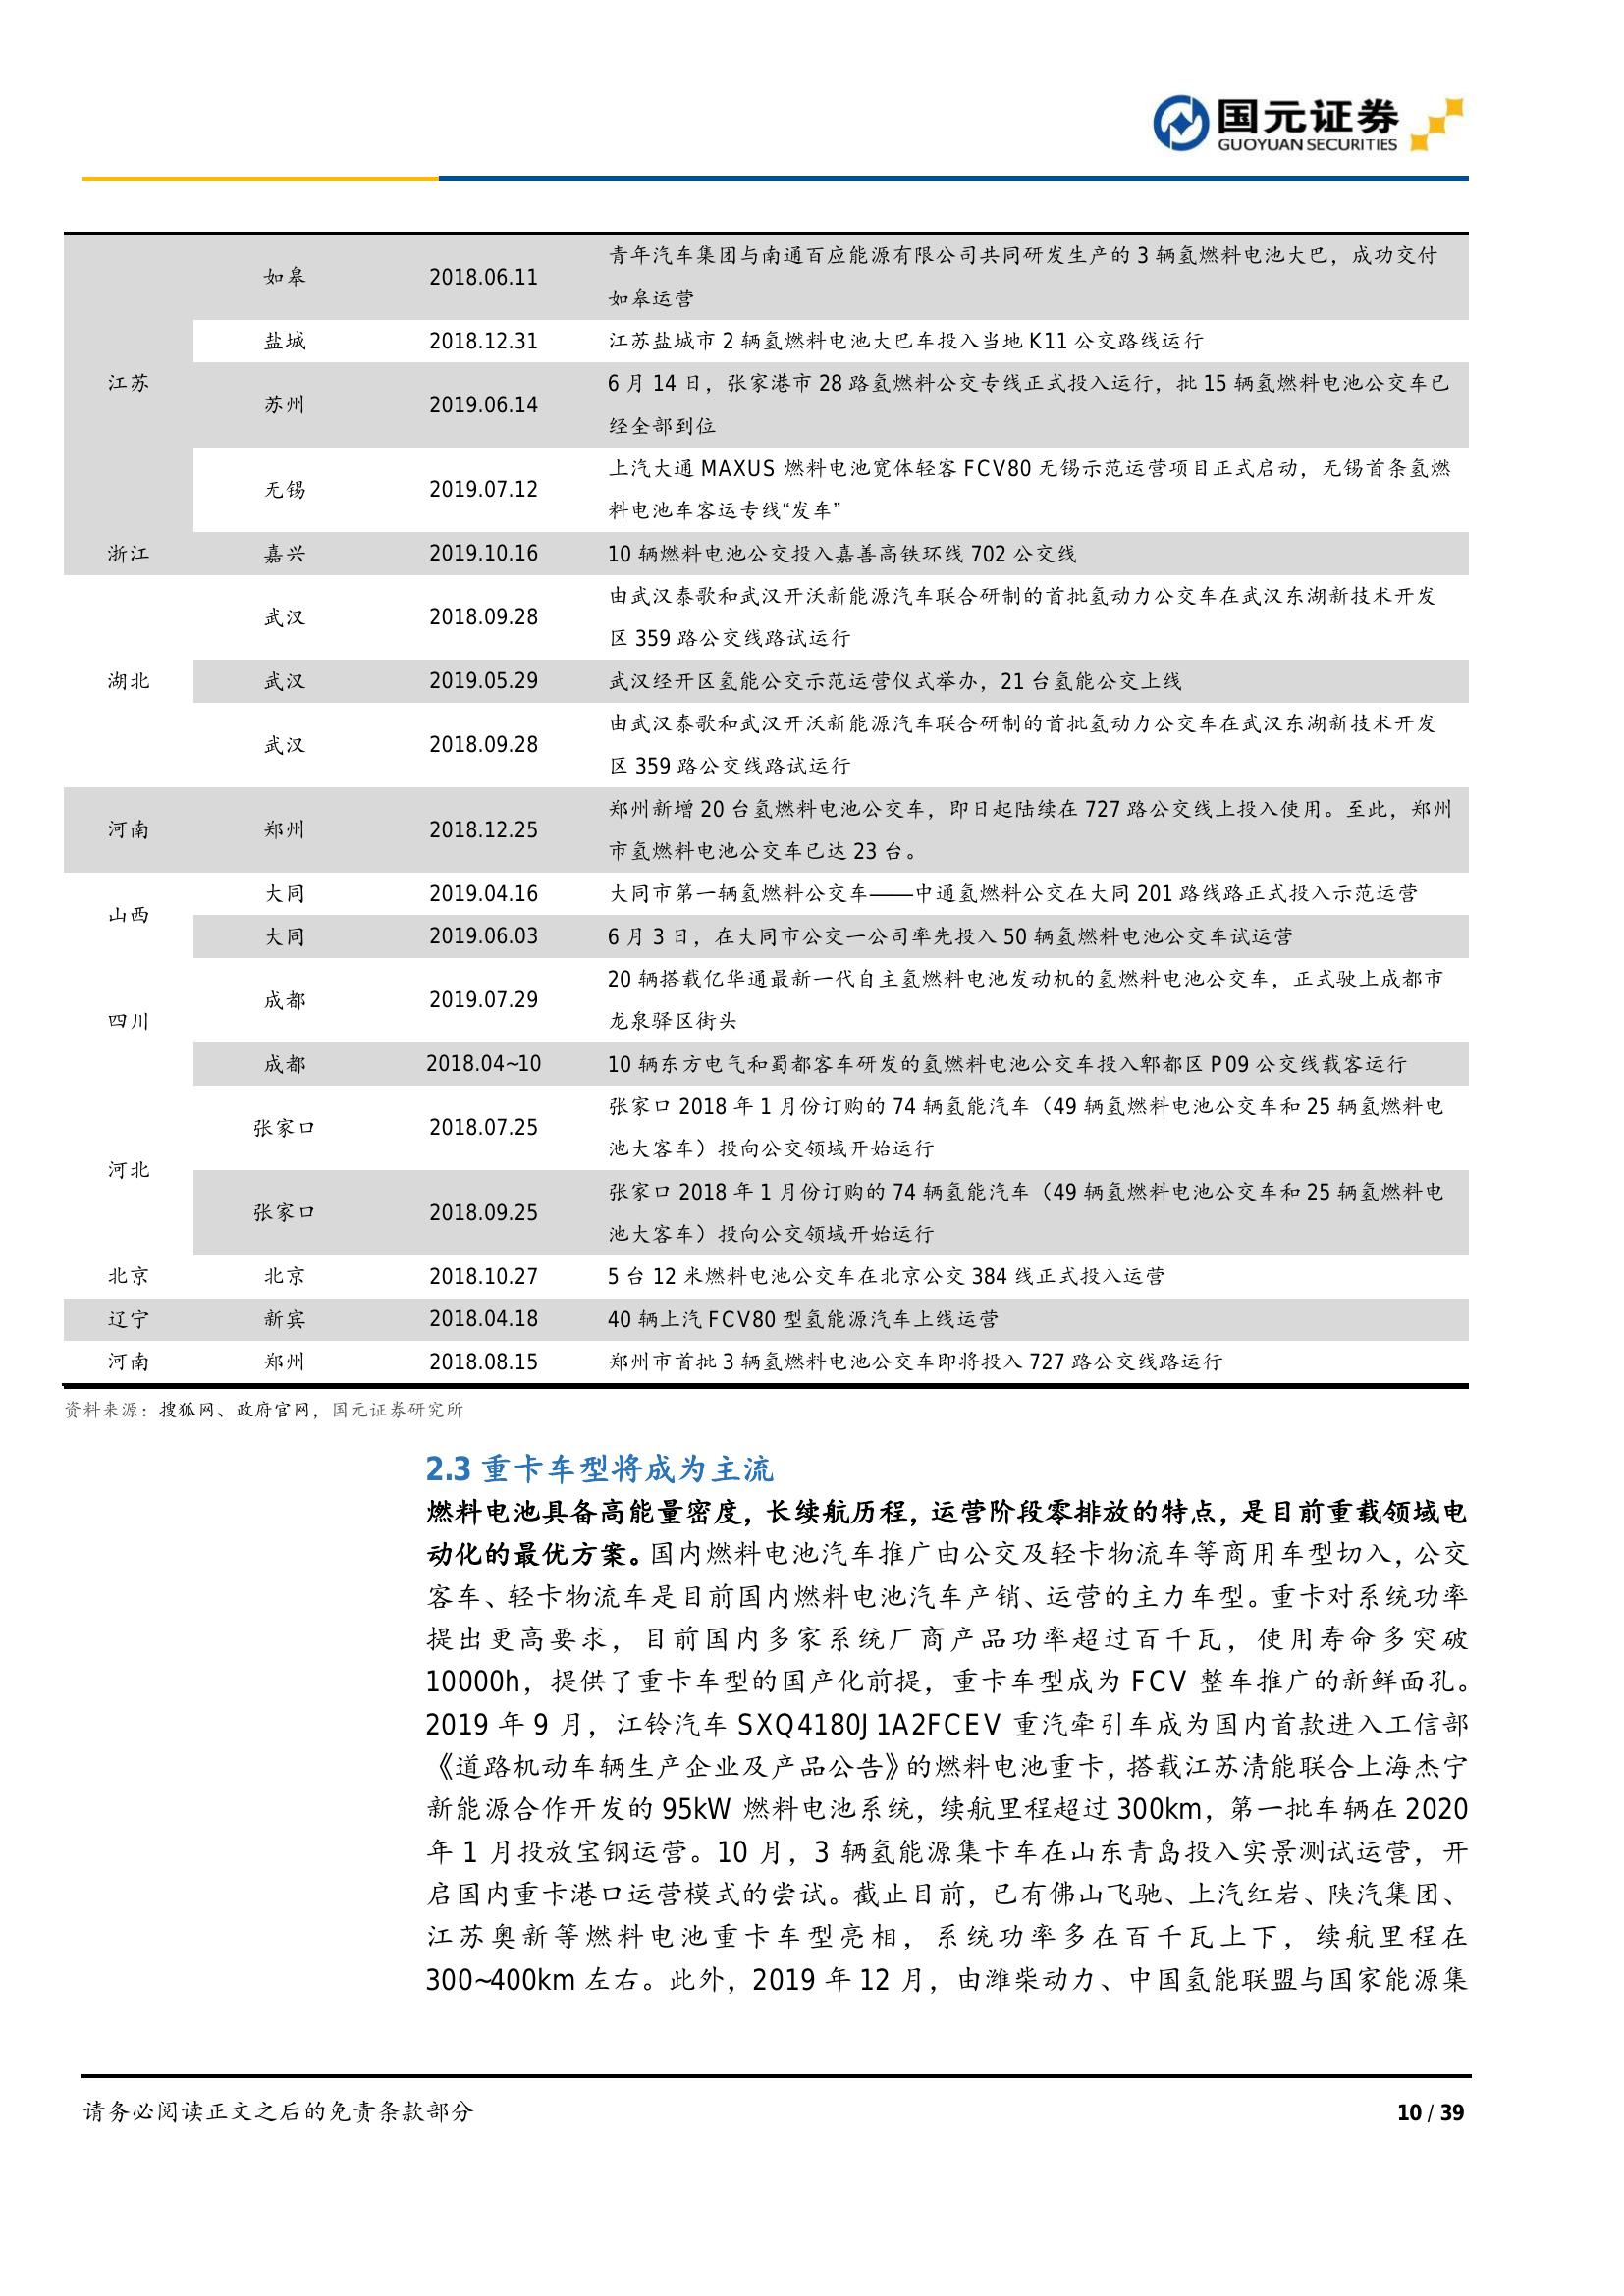 国元证券
GUOYUAN SECURITIES
江苏
如皋 2018.06.11 青年汽车集团与南通百应能源有限公司共同研发生产的 3 辆氢燃料电池大巴，成功交付
如皋运营
盐城 2018.12.31 江苏盐城市 2 辆氢燃料电池大巴车投入当地 K11 公交路线运行
苏州 2019.06.14 6 月 14 日，张家港市 28 路氢燃料公交专线正式投入运行，批 15 辆氢燃料电池公交车已
经全部到位
无锡 2019.07.12 上汽大通 MAXUS 燃料电池宽体轻客 FCV80 无锡示范运营项目正式启动，无锡首条氢燃
料电池车客运专线“发车”
浙江 嘉兴 2019.10.16 10 辆燃料电池公交投入嘉善高铁环线 702 公交线
湖北
武汉 2018.09.28 由武汉泰歌和武汉开沃新能源汽车联合研制的首批氢动力公交车在武汉东湖新技术开发
区 359 路公交线路试运行
武汉 2019.05.29 武汉经开区氢能公交示范运营仪式举办，21 台氢能公交上线
武汉 2018.09.28 由武汉泰歌和武汉开沃新能源汽车联合研制的首批氢动力公交车在武汉东湖新技术开发
区 359 路公交线路试运行
河南 郑州 2018.12.25 郑州新增 20 台氢燃料电池公交车，即日起陆续在 727 路公交线上投入使用。至此，郑州
市氢燃料电池公交车已达 23 台。
山西
大同 2019.04.16 大同市第一辆氢燃料公交车——中通氢燃料公交在大同 201 路线路正式投入示范运营
大同 2019.06.03 6 月 3 日，在大同市公交一公司率先投入 50 辆氢燃料电池公交车试运营
四川
成都 2019.07.29 20 辆搭载亿华通最新一代自主氢燃料电池发动机的氢燃料电池公交车，正式驶上成都市
龙泉驿区街头
成都 2018.04~10 10 辆东方电气和蜀都客车研发的氢燃料电池公交车投入郫都区 P09 公交线载客运行
河北
张家口 2018.07.25 张家口 2018 年 1 月份订购的 74 辆氢能汽车（49 辆氢燃料电池公交车和 25 辆氢燃料电
池大客车）投向公交领域开始运行
张家口 2018.09.25 张家口 2018 年 1 月份订购的 74 辆氢能汽车（49 辆氢燃料电池公交车和 25 辆氢燃料电
池大客车）投向公交领域开始运行
北京 北京 2018.10.27 5 台 12 米燃料电池公交车在北京公交 384 线正式投入运营
辽宁 新宾 2018.04.18 40 辆上汽 FCV80 型氢能源汽车上线运营
河南 郑州 2018.08.15 郑州市首批 3 辆氢燃料电池公交车即将投入 727 路公交线路运行
资料来源：搜狐网、政府官网，国元证券研究所
2.3 重卡车型将成为主流
燃料电池具备高能量密度，长续航历程，运营阶段零排放的特点，是目前重载领域电
动化的最优方案。国内燃料电池汽车推广由公交及轻卡物流车等商用车型切入，公交
客车、轻卡物流车是目前国内燃料电池汽车产销、运营的主力车型。重卡对系统功率
提出更高要求，目前国内多家系统厂商产品功率超过百千瓦，使用寿命多突破
10000h，提供了重卡车型的国产化前提，重卡车型成为 FCV 整车推广的新鲜面孔。
2019 年 9 月，江铃汽车 SXQ4180J1A2FCEV 重汽牵引车成为国内首款进入工信部
《道路机动车辆生产企业及产品公告》的燃料电池重卡，搭载江苏清能联合上海杰宁
新能源合作开发的 95kW 燃料电池系统，续航里程超过 300km，第一批车辆在 2020
年 1 月投放宝钢运营。10 月，3 辆氢能源集卡车在山东青岛投入实景测试运营，开
启国内重卡港口运营模式的尝试。截止目前，已有佛山飞驰、上汽红岩、陕汽集团、
江苏奥新等燃料电池重卡车型亮相，系统功率多在百千瓦上下，续航里程在
300~400km 左右。此外，2019 年 12 月，由潍柴动力、中国氢能联盟与国家能源集
请务必阅读正文之后的免责条款部分
10 / 39